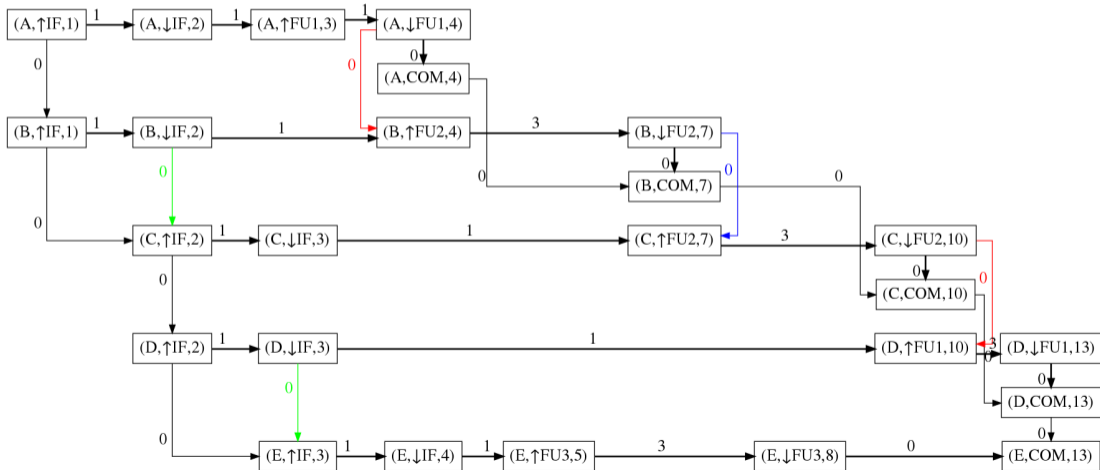 (A,↑IF,1) 1 (A,↓IF,2) 1 (A,↑FU1,3) 1 (A,↓FU1,4)
0 0 0
(A,COM,4)
(B,↑IF,1) 1 (B,↓IF,2) 1 (B,↑FU2,4) 3 (B,↓FU2,7)
0 0 0
0 (B,COM,7) 0
0 (C,↑IF,2) 1 (C,↓IF,3) 1 (C,↑FU2,7) 3 (C,↓FU2,10)
0 0 0
(C,COM,10)
(D,↑IF,2) 1 (D,↓IF,3) 1 (D,↑FU1,10) 3 (D,↓FU1,13)
0
0 0
(D,COM,13)
0 0
(E,↑IF,3) 1 (E,↓IF,4) 1 (E,↑FU3,5) 3 (E,↓FU3,8) 0 (E,COM,13)